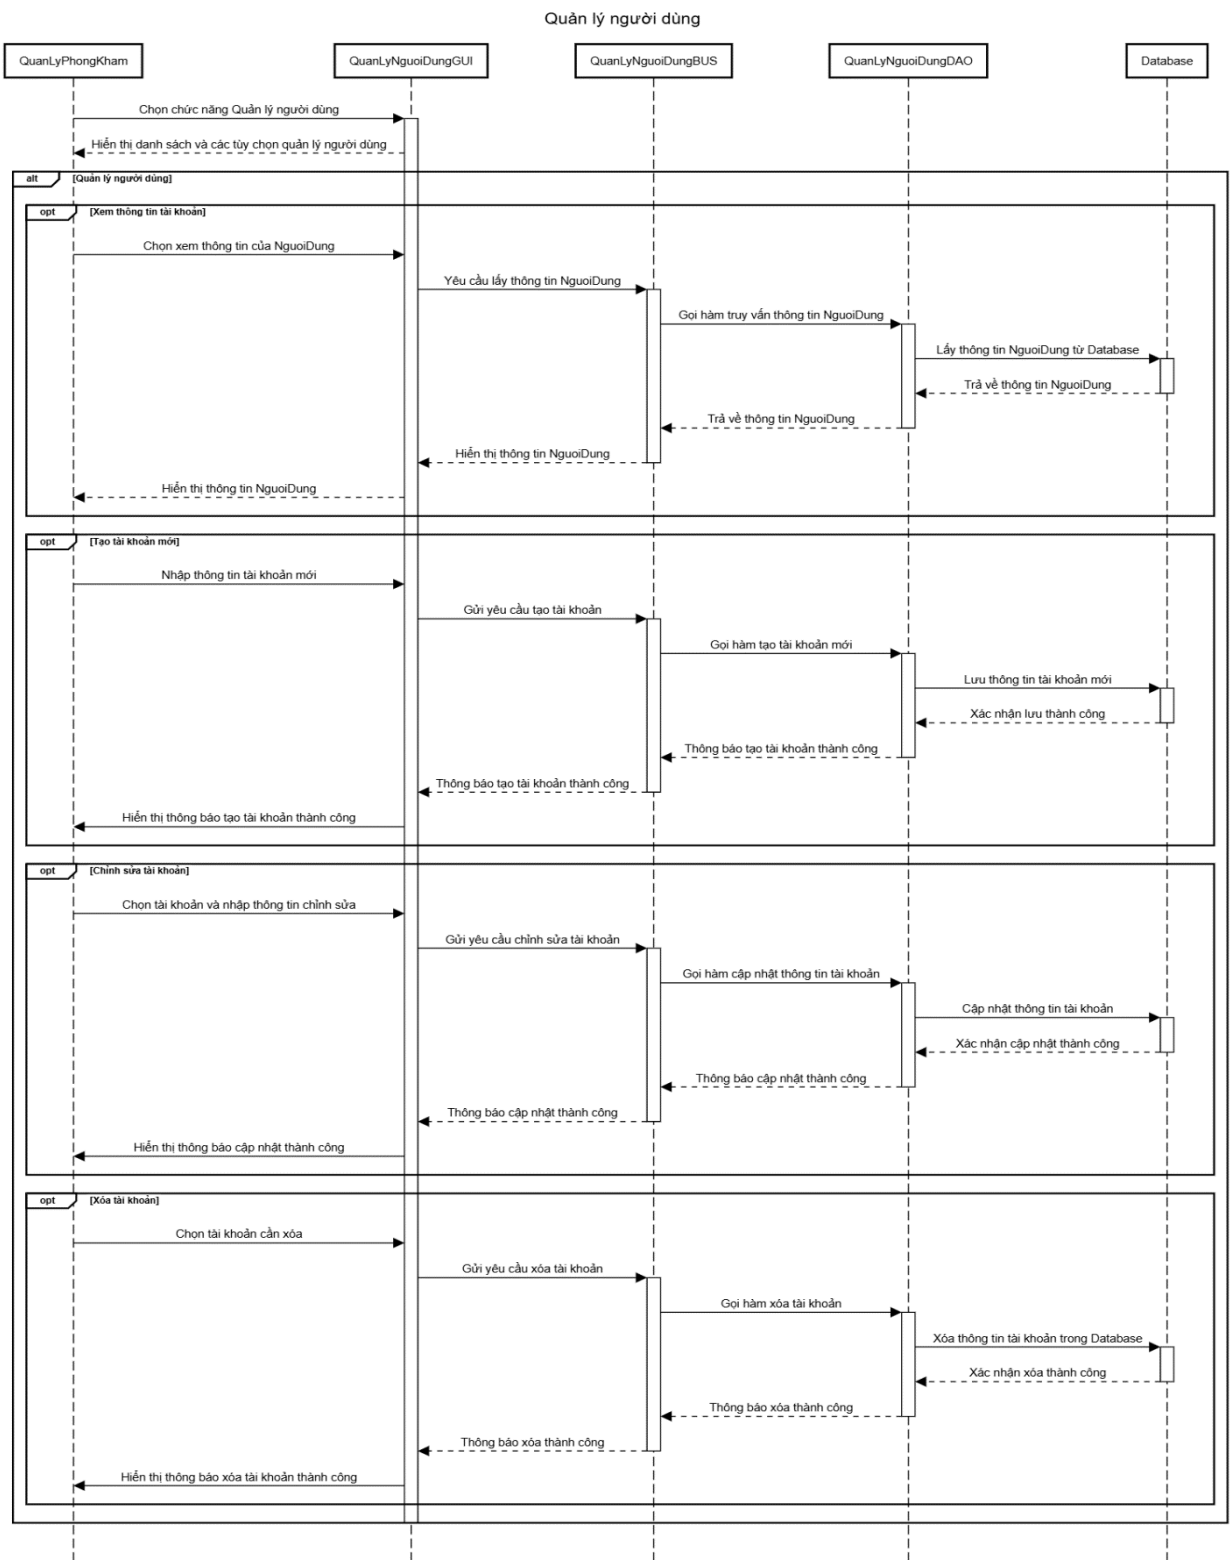 Quản lý người dùng
QuanLyPhongKham
QuanLyNguoiDungGUI
QuanLyNguoiDungBUS
QuanLyNguoiDungDAO
Database
Chọn chức năng Quản lý người dùng
Hiển thị danh sách và các tùy chọn quản lý người dùng
alt
[Quản lý người dùng]
opt
[Xem thông tin tài khoản]
Chọn xem thông tin của NguoiDung
Yêu cầu lấy thông tin NguoiDung
Gọi hàm truy vấn thông tin NguoiDung
Lấy thông tin NguoiDung từ Database
Trả về thông tin NguoiDung
Trả về thông tin NguoiDung
Hiển thị thông tin NguoiDung
Hiển thị thông tin NguoiDung
opt
[Tạo tài khoản mới]
Nhập thông tin tài khoản mới
Gửi yêu cầu tạo tài khoản
Gọi hàm tạo tài khoản mới
Lưu thông tin tài khoản mới
Xác nhận lưu thành công
Thông báo tạo tài khoản thành công
Thông báo tạo tài khoản thành công
Hiển thị thông báo tạo tài khoản thành công
opt
[Chỉnh sửa tài khoản]
Chọn tài khoản và nhập thông tin chỉnh sửa
Gửi yêu cầu chỉnh sửa tài khoản
Gọi hàm cập nhật thông tin tài khoản
Cập nhật thông tin tài khoản
Xác nhận cập nhật thành công
Thông báo cập nhật thành công
Thông báo cập nhật thành công
Hiển thị thông báo cập nhật thành công
opt
[Xóa tài khoản]
Chọn tài khoản cần xóa
Gửi yêu cầu xóa tài khoản
Gọi hàm xóa tài khoản
Xóa thông tin tài khoản trong Database
Xác nhận xóa thành công
Thông báo xóa thành công
Thông báo xóa thành công
Hiển thị thông báo xóa tài khoản thành công